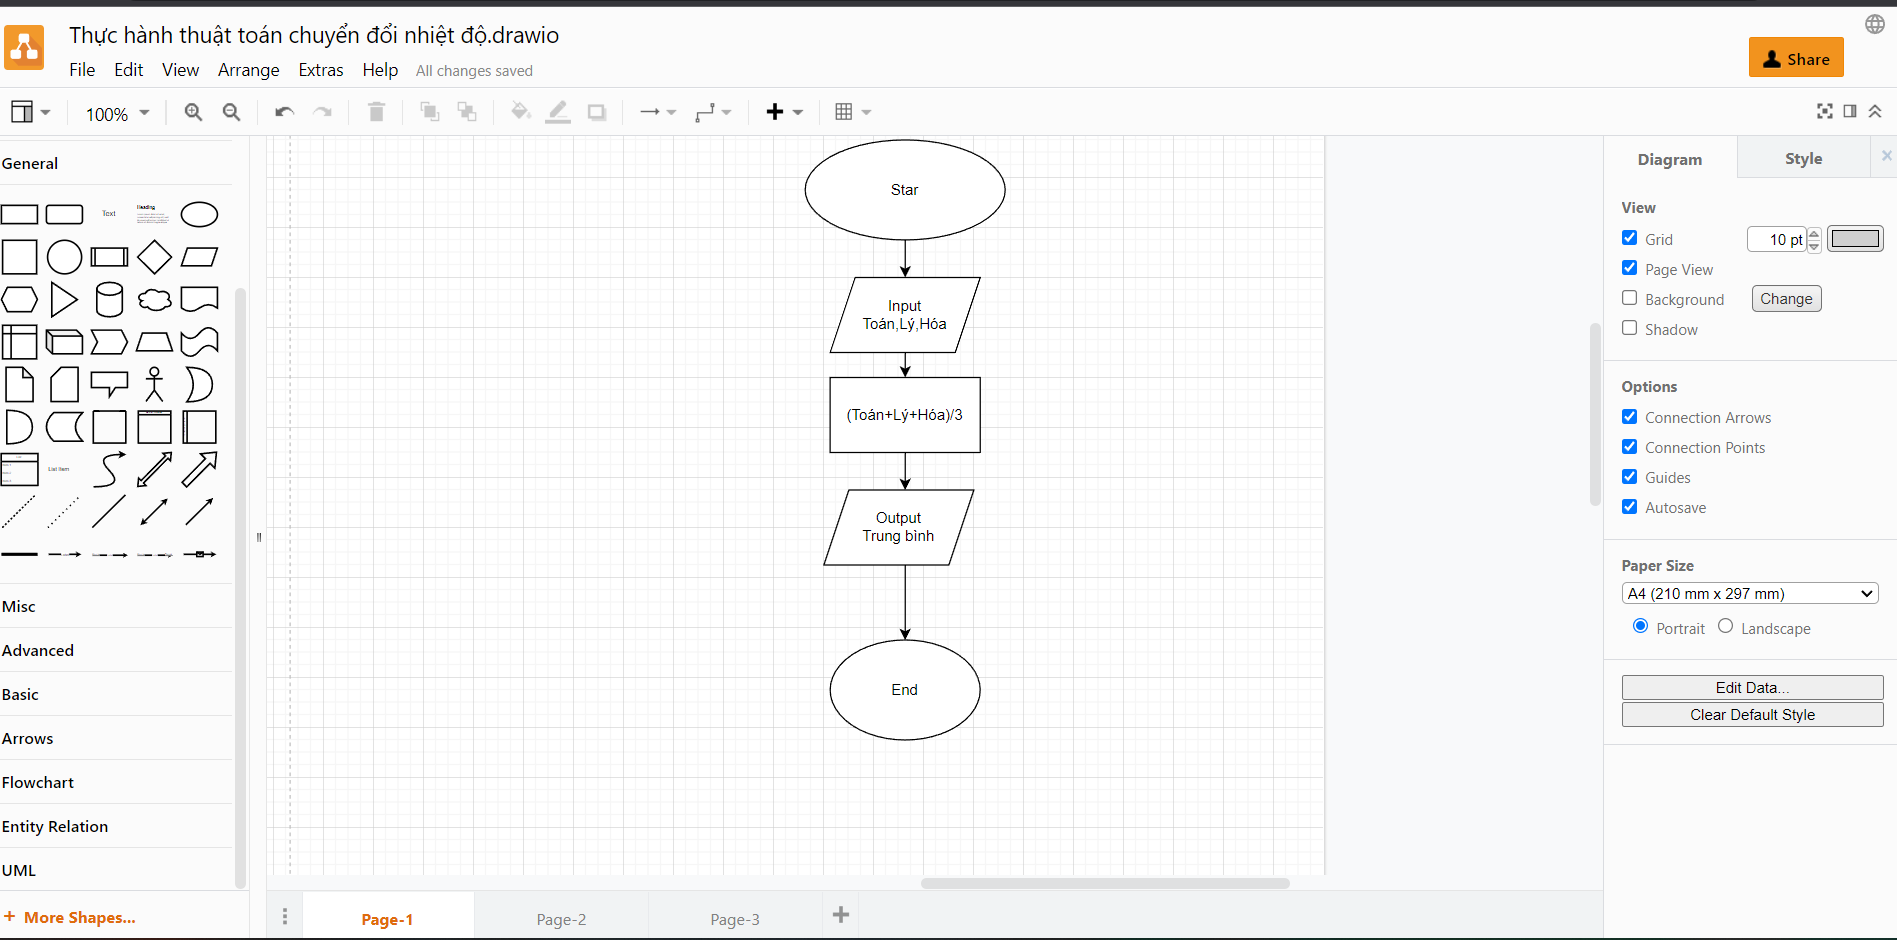 Thực hành thuật toán chuyển đổi nhiệt độ.drawio
File Edit View Arrange Extras Help All changes saved
Share
100%
General
Text
Heading
List Item
Misc
Advanced
Basic
Arrows
Flowchart
Entity Relation
UML
+ More Shapes...
Star
Input
Toán,Lý,Hóa
(Toán+Lý+Hóa)/3
Output
Trung bình
End
Page-1 Page-2 Page-3
Diagram Style
View
Grid 10 pt
Page View
Background Change
Shadow
Options
Connection Arrows
Connection Points
Guides
Autosave
Paper Size
A4 (210 mm x 297 mm)
Portrait Landscape
Edit Data...
Clear Default Style